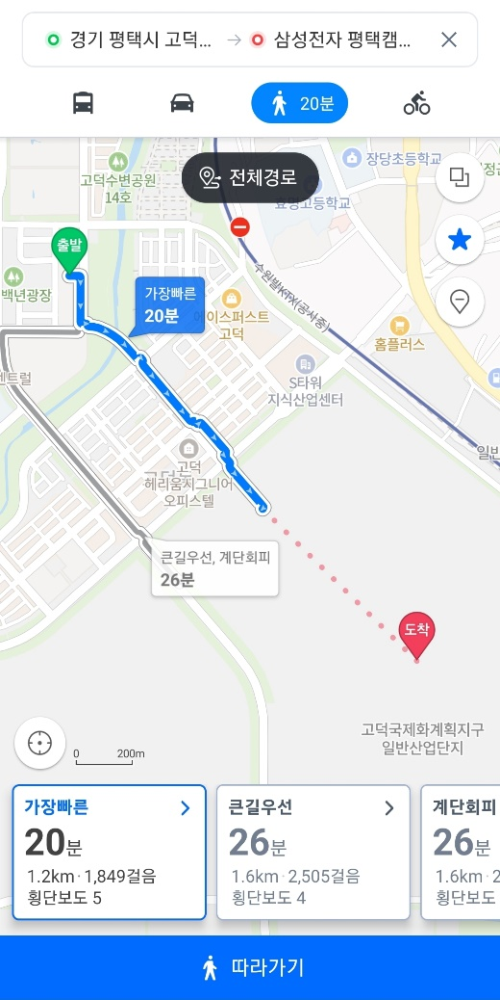 경기 평택시 고덕...
삼성전자 평택캠...
20분
장당초등학교
고덕수변공원
14호
전체경로
효명고등학교
출발
수원발 KTX(공사중)
백년광장
가장빠른
20분
에이스퍼스트
고덕
홈플러스
S타워
지식산업센터
센트럴
일반
고덕
헤리움시그니어
오피스텔
큰길우선, 계단회피
26분
도착
고덕국제화계획지구
일반산업단지
0 200m
가장빠른
20분
1.2km·1,849걸음
횡단보도 5
큰길우선
26분
1.6km·2,505걸음
횡단보도 4
계단회피
26분
1.6km·2
횡단보도
따라가기